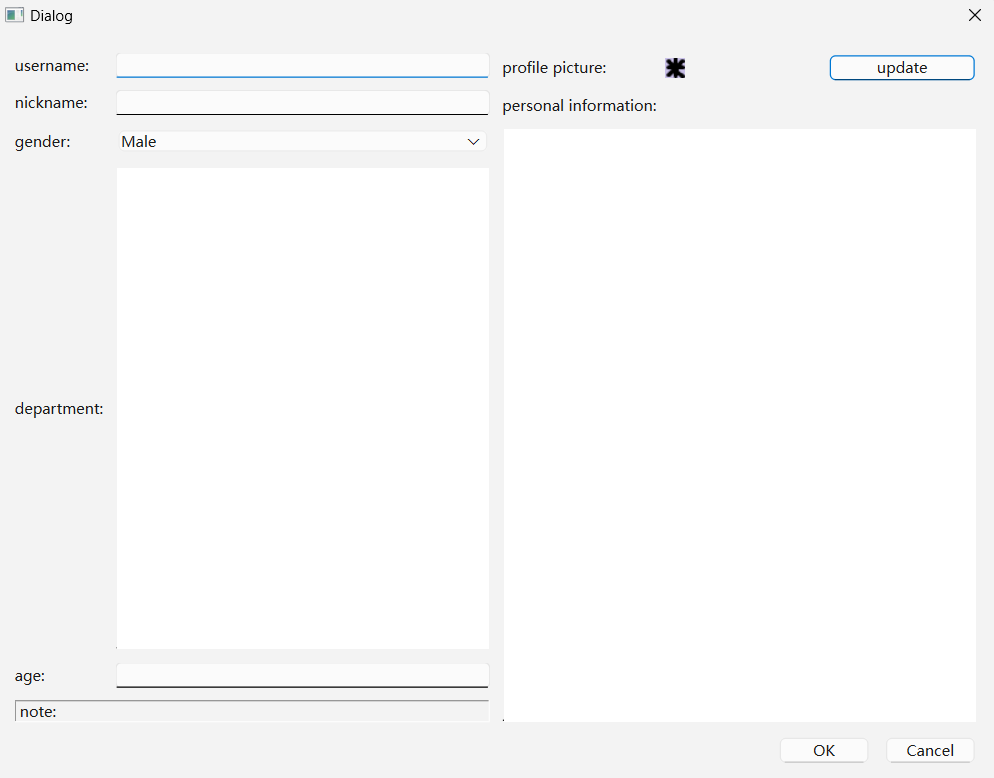 Dialog
username:
nickname:
gender:
Male
department:
age:
note:
profile picture:
update
personal information:
OK
Cancel